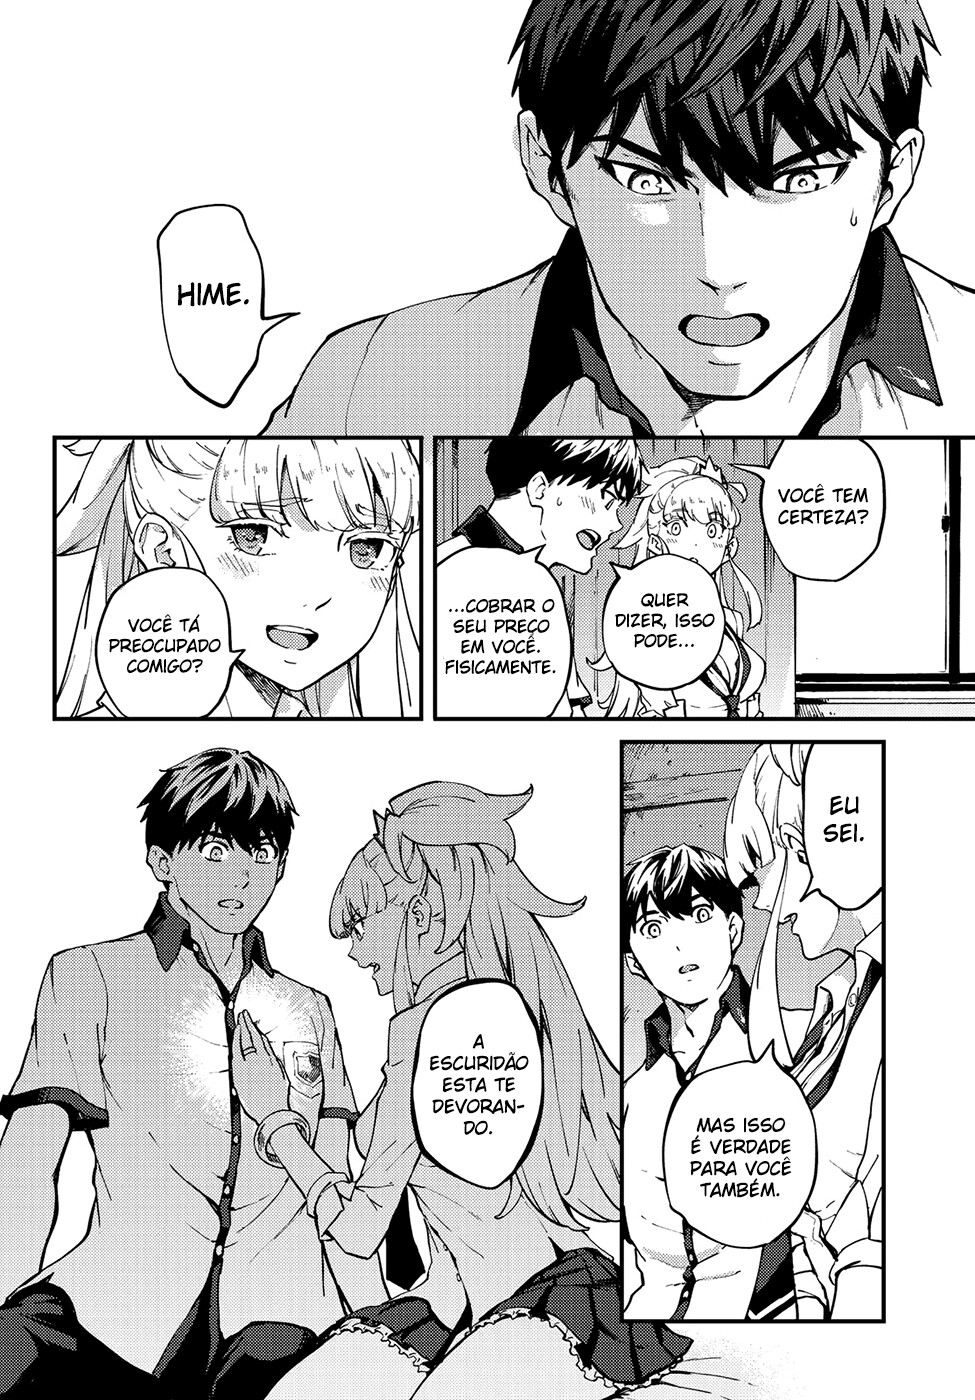 HIME.
VOCÊ TEM
CERTEZA?
QUER
DIZER, ISSO
PODE...
...COBRAR O
SEU PREÇO
EM VOCÊ.
FISICAMENTE.
VOCÊ TÁ
PREOCUPADO
COMIGO?
EU
SEI.
MAS ISSO
É VERDADE
PARA VOCÊ
TAMBÉM.
A
ESCURIDÃO
ESTA TE
DEVORAN-
DO.